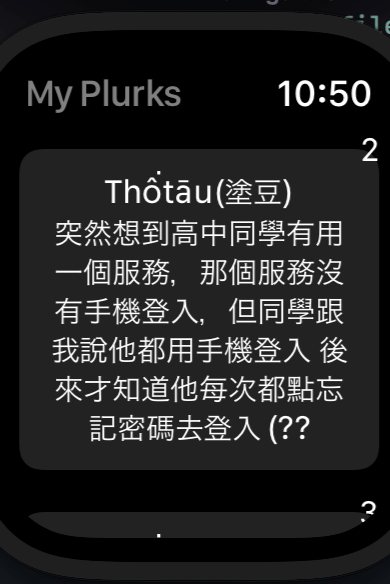 file
My Plurks
10:50
2
Thô͘tāu(塗豆)
突然想到高中同學有用
一個服務，那個服務沒
有手機登入，但同學跟
我說他都用手機登入 後
來才知道他每次都點忘
記密碼去登入 (??
3